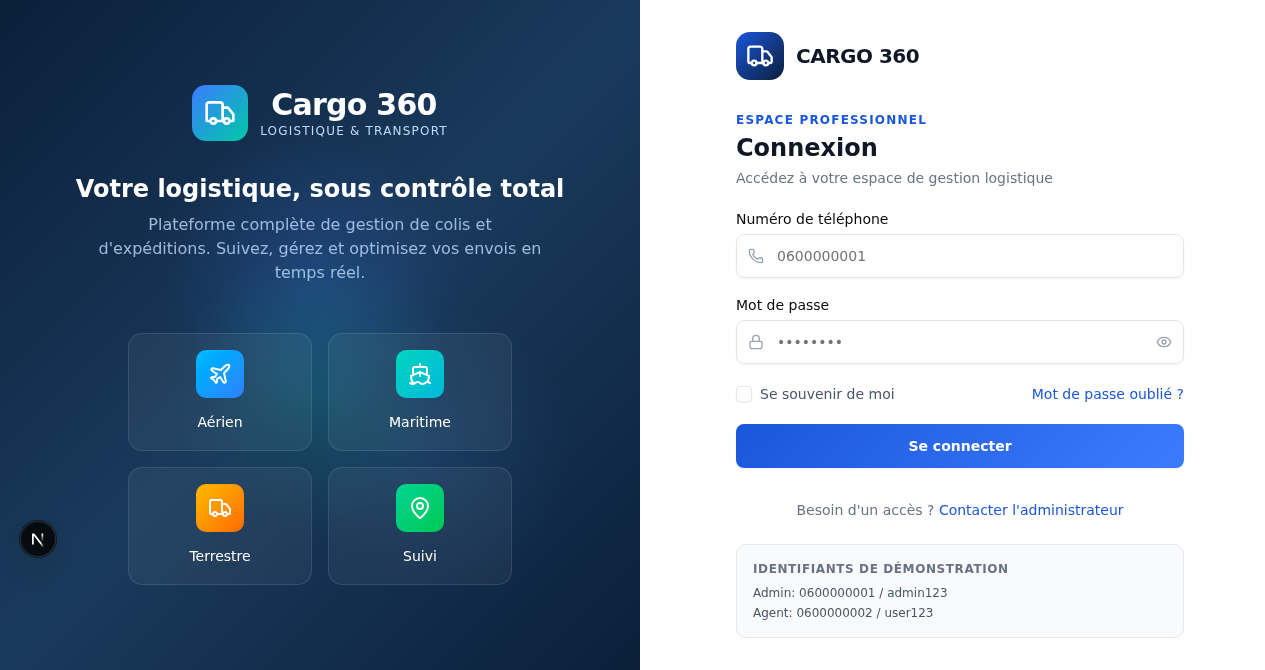 Cargo 360
LOGISTIQUE & TRANSPORT
Votre logistique, sous contrôle total
Plateforme complète de gestion de colis et
d'expéditions. Suivez, gérez et optimisez vos envois en
temps réel.
Aérien
Maritime
Terrestre
Suivi
N
CARGO 360
ESPACE PROFESSIONNEL
Connexion
Accédez à votre espace de gestion logistique
Numéro de téléphone
0600000001
Mot de passe
••••••••
Se souvenir de moi
Mot de passe oublié ?
Se connecter
Besoin d'un accès ? Contacter l'administrateur
IDENTIFIANTS DE DÉMONSTRATION
Admin: 0600000001 / admin123
Agent: 0600000002 / user123